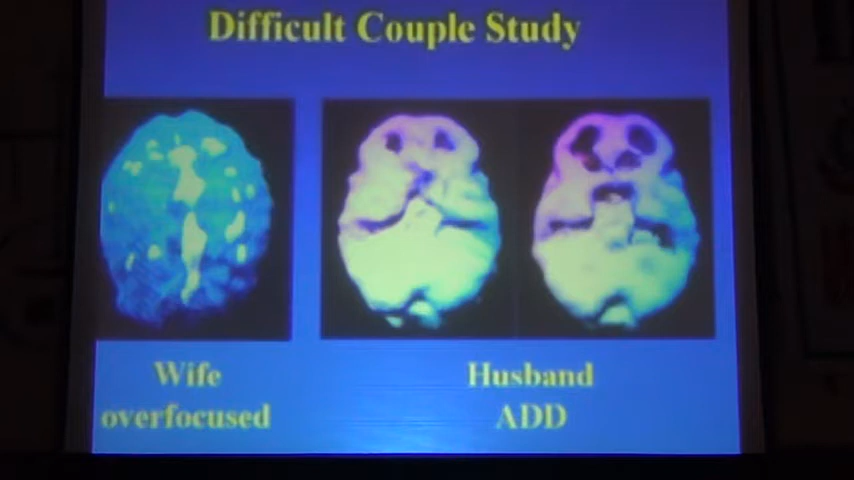 Difficult Couple Study
Wife
overfocused
Husband
ADD